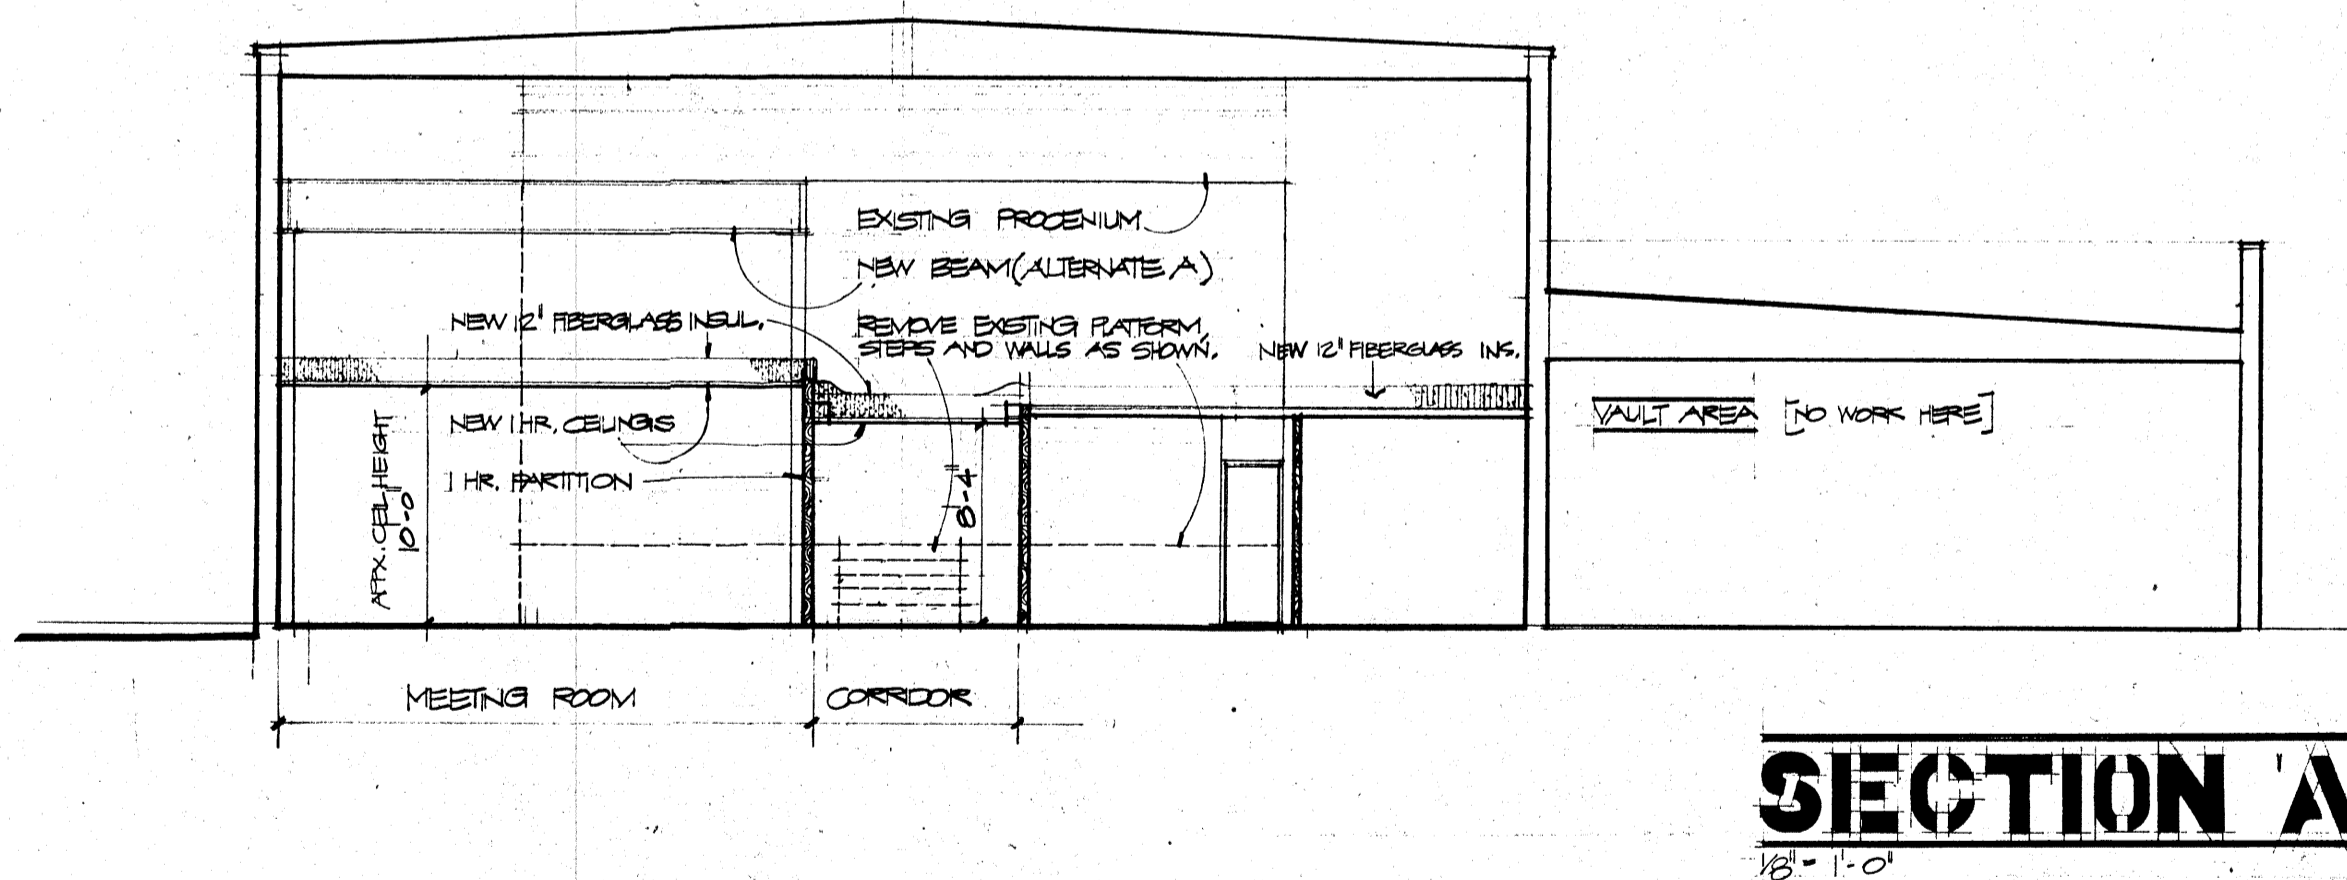 EXISTING PROCENIUM
NEW BEAM (ALTERNATE A)
NEW 12" FIBERGLASS INSUL.
REMOVE EXISTING PLATFORM,
STEPS AND WALLS AS SHOWN.
NEW 12" FIBERGLASS INS.
NEW 1 HR. CEILINGS
1 HR. PARTITION
APPX. CEIL. HEIGHT
10'-0"
8'-4"
VAULT AREA [NO WORK HERE]
MEETING ROOM
CORRIDOR
SECTION 'A
1/8" = 1'-0"